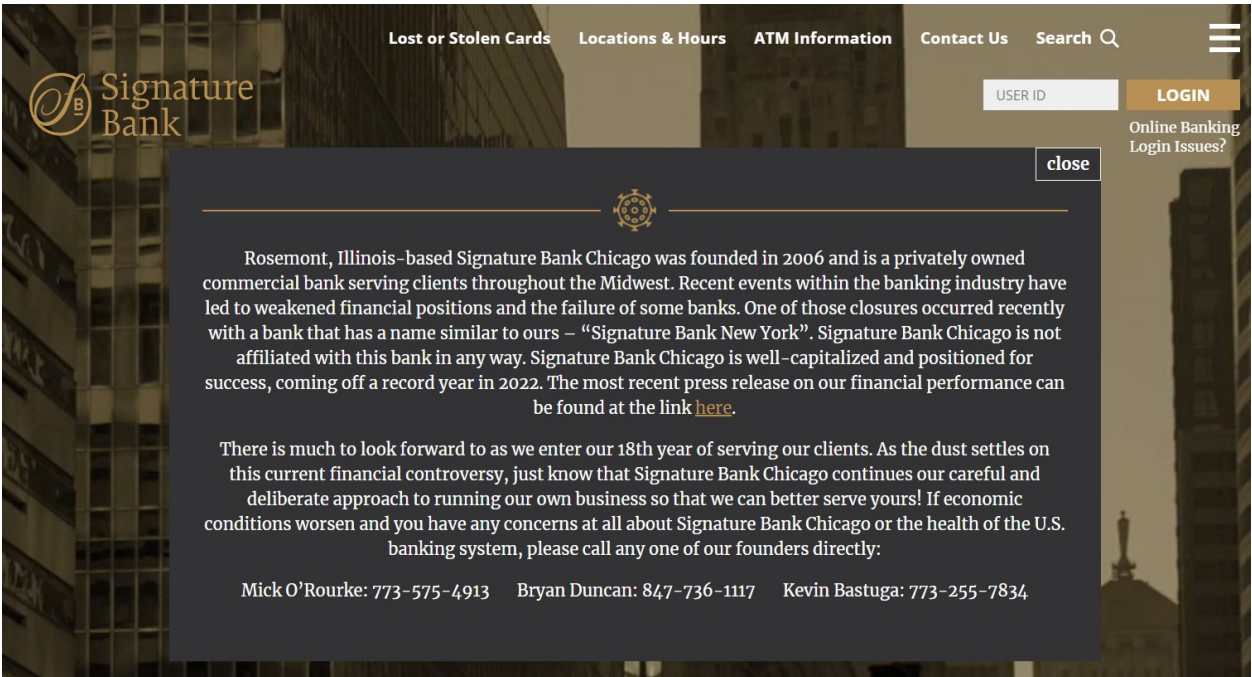 Lost or Stolen Cards Locations & Hours ATM Information Contact Us Search
Signature
Bank
B
USER ID LOGIN
Online Banking
Login Issues?
close
Rosemont, Illinois-based Signature Bank Chicago was founded in 2006 and is a privately owned
commercial bank serving clients throughout the Midwest. Recent events within the banking industry have
led to weakened financial positions and the failure of some banks. One of those closures occurred recently
with a bank that has a name similar to ours – “Signature Bank New York”. Signature Bank Chicago is not
affiliated with this bank in any way. Signature Bank Chicago is well-capitalized and positioned for
success, coming off a record year in 2022. The most recent press release on our financial performance can
be found at the link here.
There is much to look forward to as we enter our 18th year of serving our clients. As the dust settles on
this current financial controversy, just know that Signature Bank Chicago continues our careful and
deliberate approach to running our own business so that we can better serve yours! If economic
conditions worsen and you have any concerns at all about Signature Bank Chicago or the health of the U.S.
banking system, please call any one of our founders directly:
Mick O’Rourke: 773-575-4913 Bryan Duncan: 847-736-1117 Kevin Bastuga: 773-255-7834